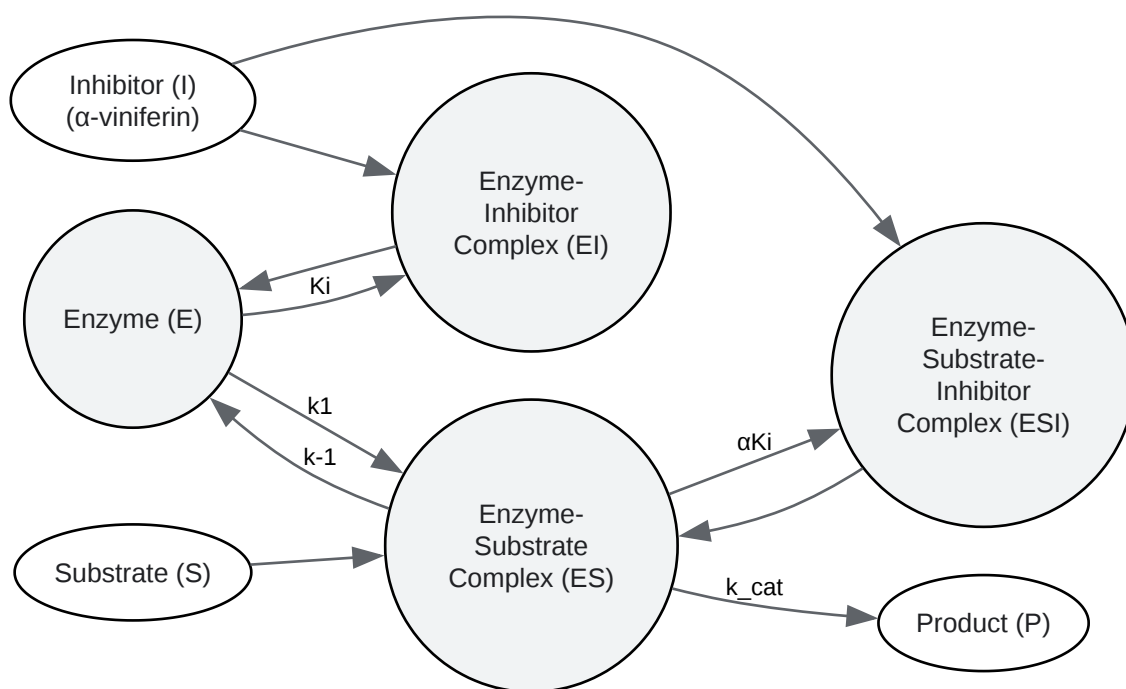 Inhibitor (I)
(α-viniferin)
Enzyme-
Inhibitor
Complex (EI)
Ki
Enzyme (E)
Enzyme-
Substrate-
Inhibitor
Complex (ESI)
k1
k-1
αKi
Enzyme-
Substrate
Complex (ES)
Substrate (S)
k_cat
Product (P)